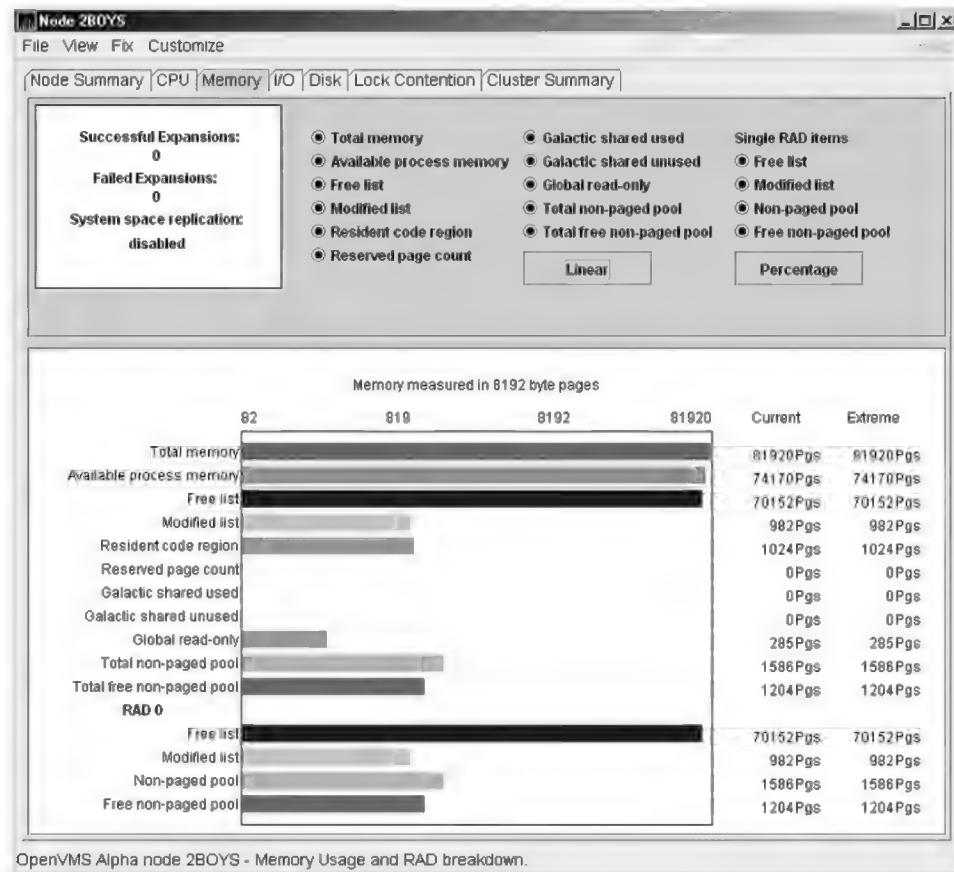 Node 2BOYS
File View Fix Customize
Node Summary CPU Memory I/O Disk Lock Contention Cluster Summary
Successful Expansions:
0
Failed Expansions:
0
System space replication:
disabled
Total memory
Available process memory
Free list
Modified list
Resident code region
Reserved page count
Galactic shared used
Galactic shared unused
Global read-only
Total non-paged pool
Total free non-paged pool
Linear
Single RAD items
Free list
Modified list
Non-paged pool
Free non-paged pool
Percentage
Memory measured in 8192 byte pages
82 819 8192 81920 Current Extreme
Total memory 81920Pgs 81920Pgs
Available process memory 74170Pgs 74170Pgs
Free list 70152Pgs 70152Pgs
Modified list 982Pgs 982Pgs
Resident code region 1024Pgs 1024Pgs
Reserved page count 0Pgs 0Pgs
Galactic shared used 0Pgs 0Pgs
Galactic shared unused 0Pgs 0Pgs
Global read-only 285Pgs 285Pgs
Total non-paged pool 1586Pgs 1586Pgs
Total free non-paged pool 1204Pgs 1204Pgs
RAD 0
Free list 70152Pgs 70152Pgs
Modified list 982Pgs 982Pgs
Non-paged pool 1586Pgs 1586Pgs
Free non-paged pool 1204Pgs 1204Pgs
OpenVMS Alpha node 2BOYS - Memory Usage and RAD breakdown.